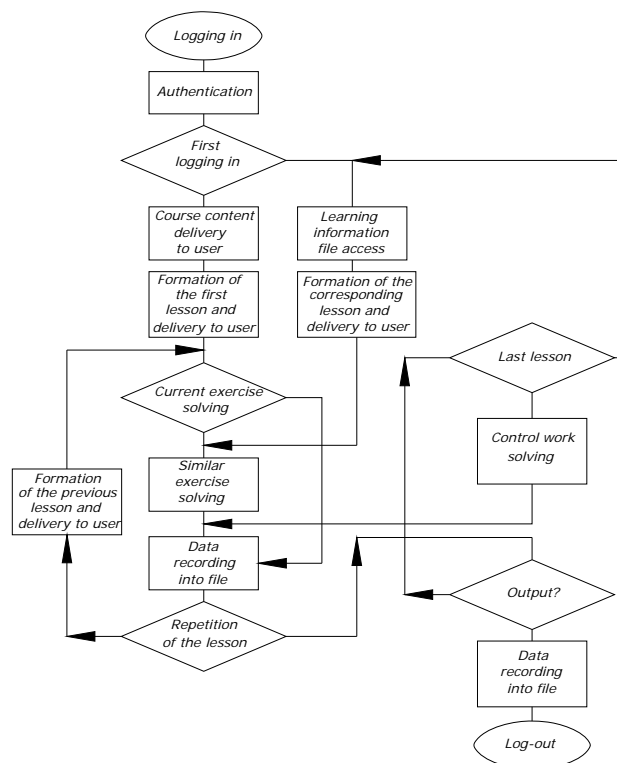 Logging in
Authentication
First
logging in
Course content
delivery
to user
Learning
information
file access
Formation of
the first
lesson and
delivery to user
Formation of the
corresponding
lesson and
delivery to user
Last lesson
Current exercise
solving
Control work
solving
Formation
of the previous
lesson and
delivery to user
Similar
exercise
solving
Data
recording
into file
Output?
Repetition
of the lesson
Data
recording
into file
Log-out